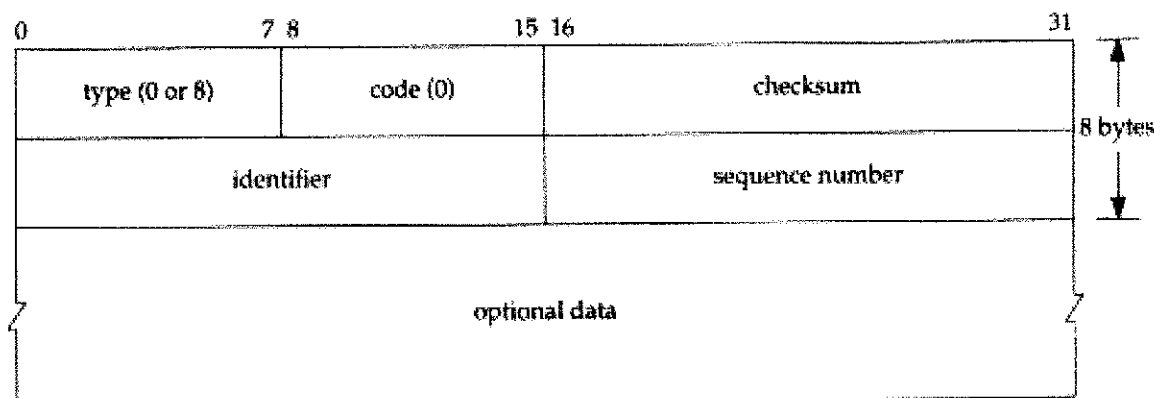 0 7 8 15 16 31
type (0 or 8) code (0) checksum
8 bytes
identifier sequence number
optional data